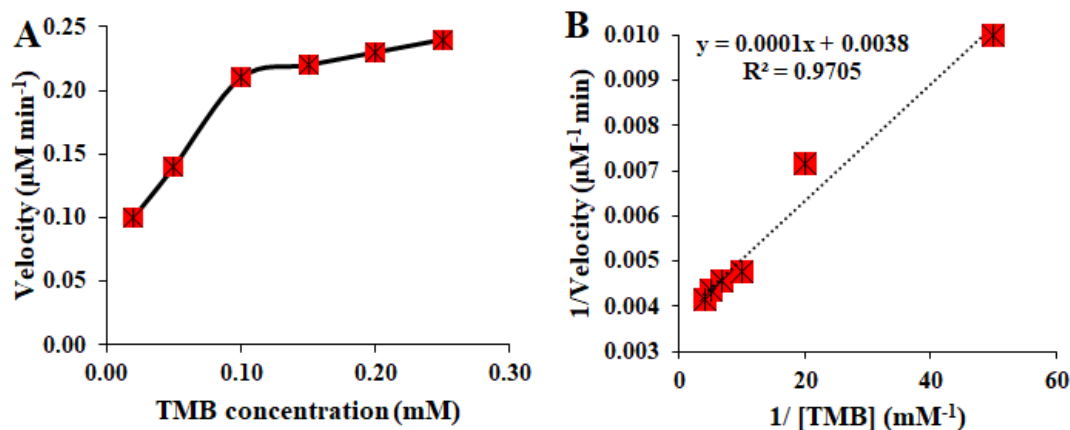 A
Velocity (µM min⁻¹)
0.25
0.20
0.15
0.10
0.05
0.00
0.00 0.10 0.20 0.30
TMB concentration (mM)
B
1/Velocity (µM⁻¹ min)
y = 0.0001x + 0.0038
R² = 0.9705
0.010
0.009
0.008
0.007
0.006
0.005
0.004
0.003
0 20 40 60
1/ [TMB] (mM⁻¹)